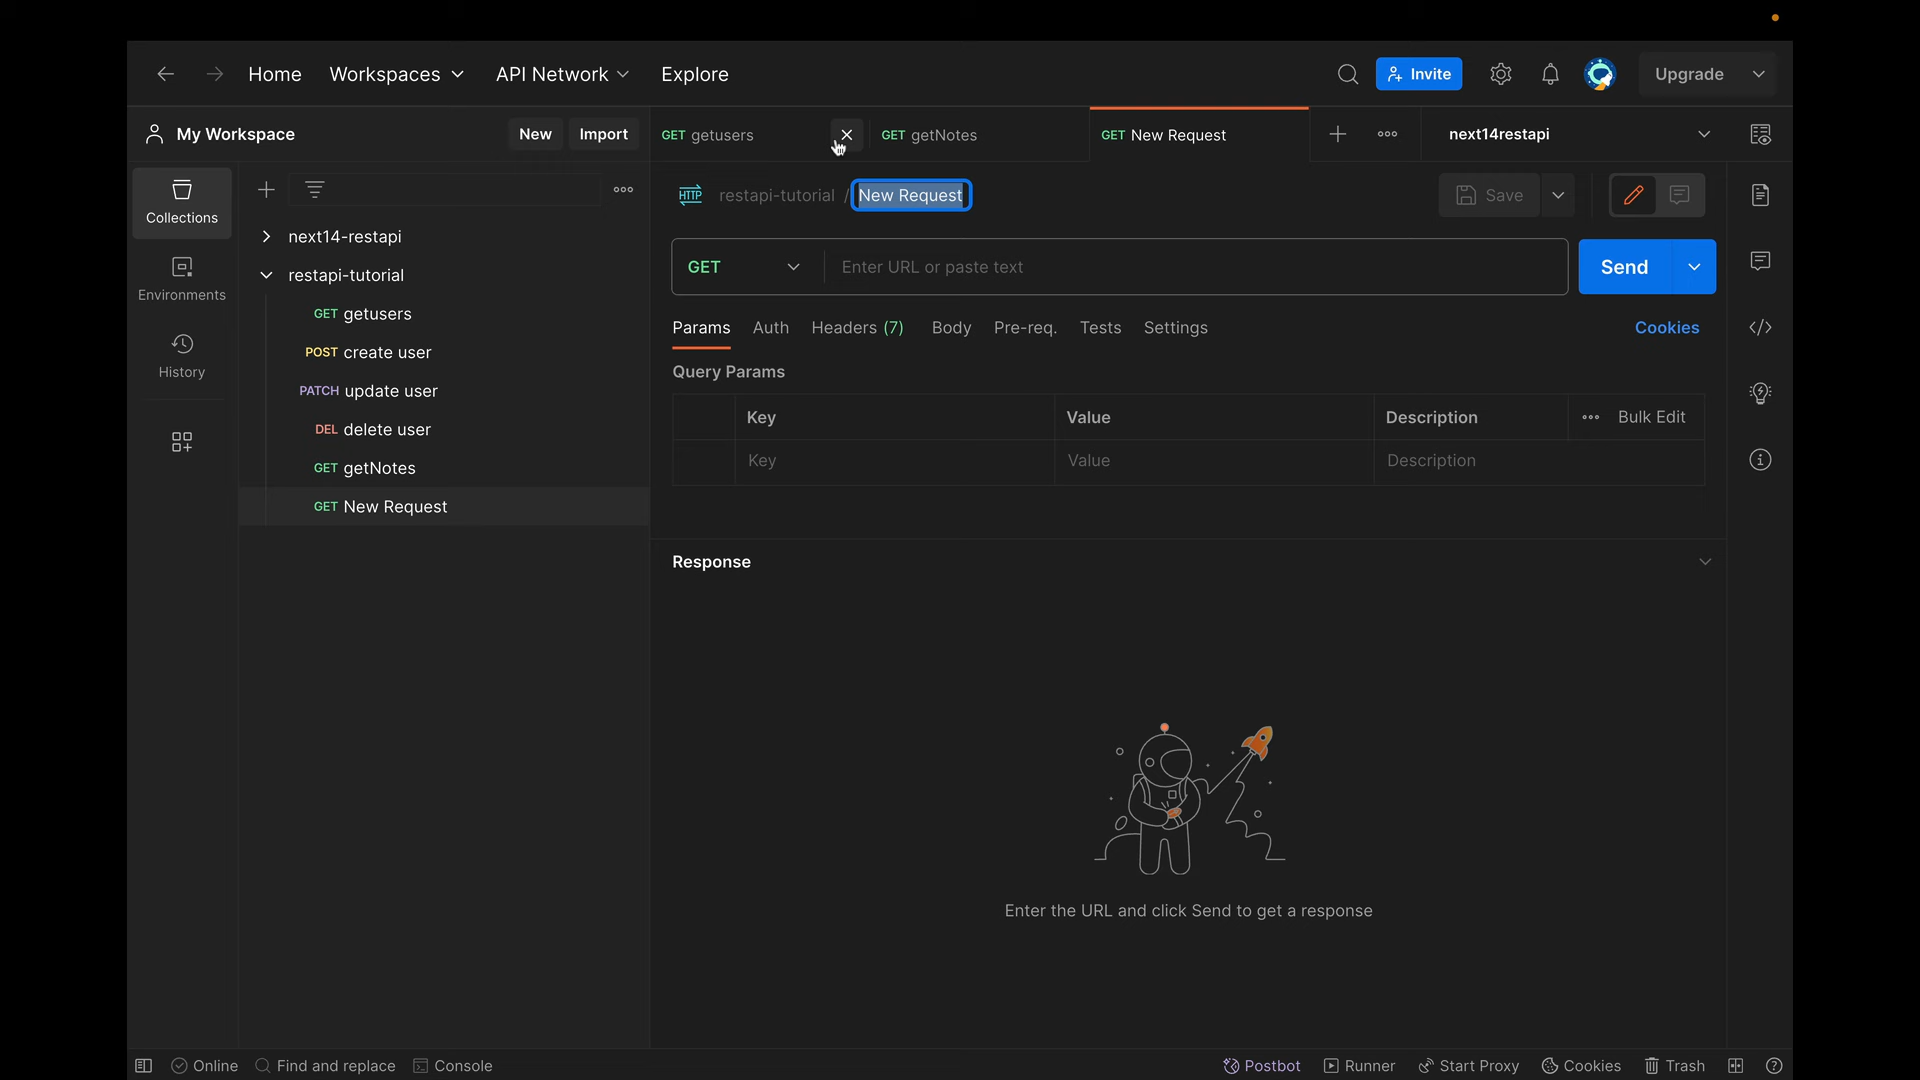 Home Workspaces API Network Explore Invite Upgrade
My Workspace New Import GET getusers GET getNotes GET New Request next14restapi
HTTP restapi-tutorial / New Request Save
Collections
Environments
History
next14-restapi
restapi-tutorial
GET getusers
POST create user
PATCH update user
DEL delete user
GET getNotes
GET New Request
GET Enter URL or paste text Send
Params Auth Headers (7) Body Pre-req. Tests Settings Cookies
Query Params
Key Value Description Bulk Edit
Key Value Description
Response
Enter the URL and click Send to get a response
Online Find and replace Console Postbot Runner Start Proxy Cookies Trash